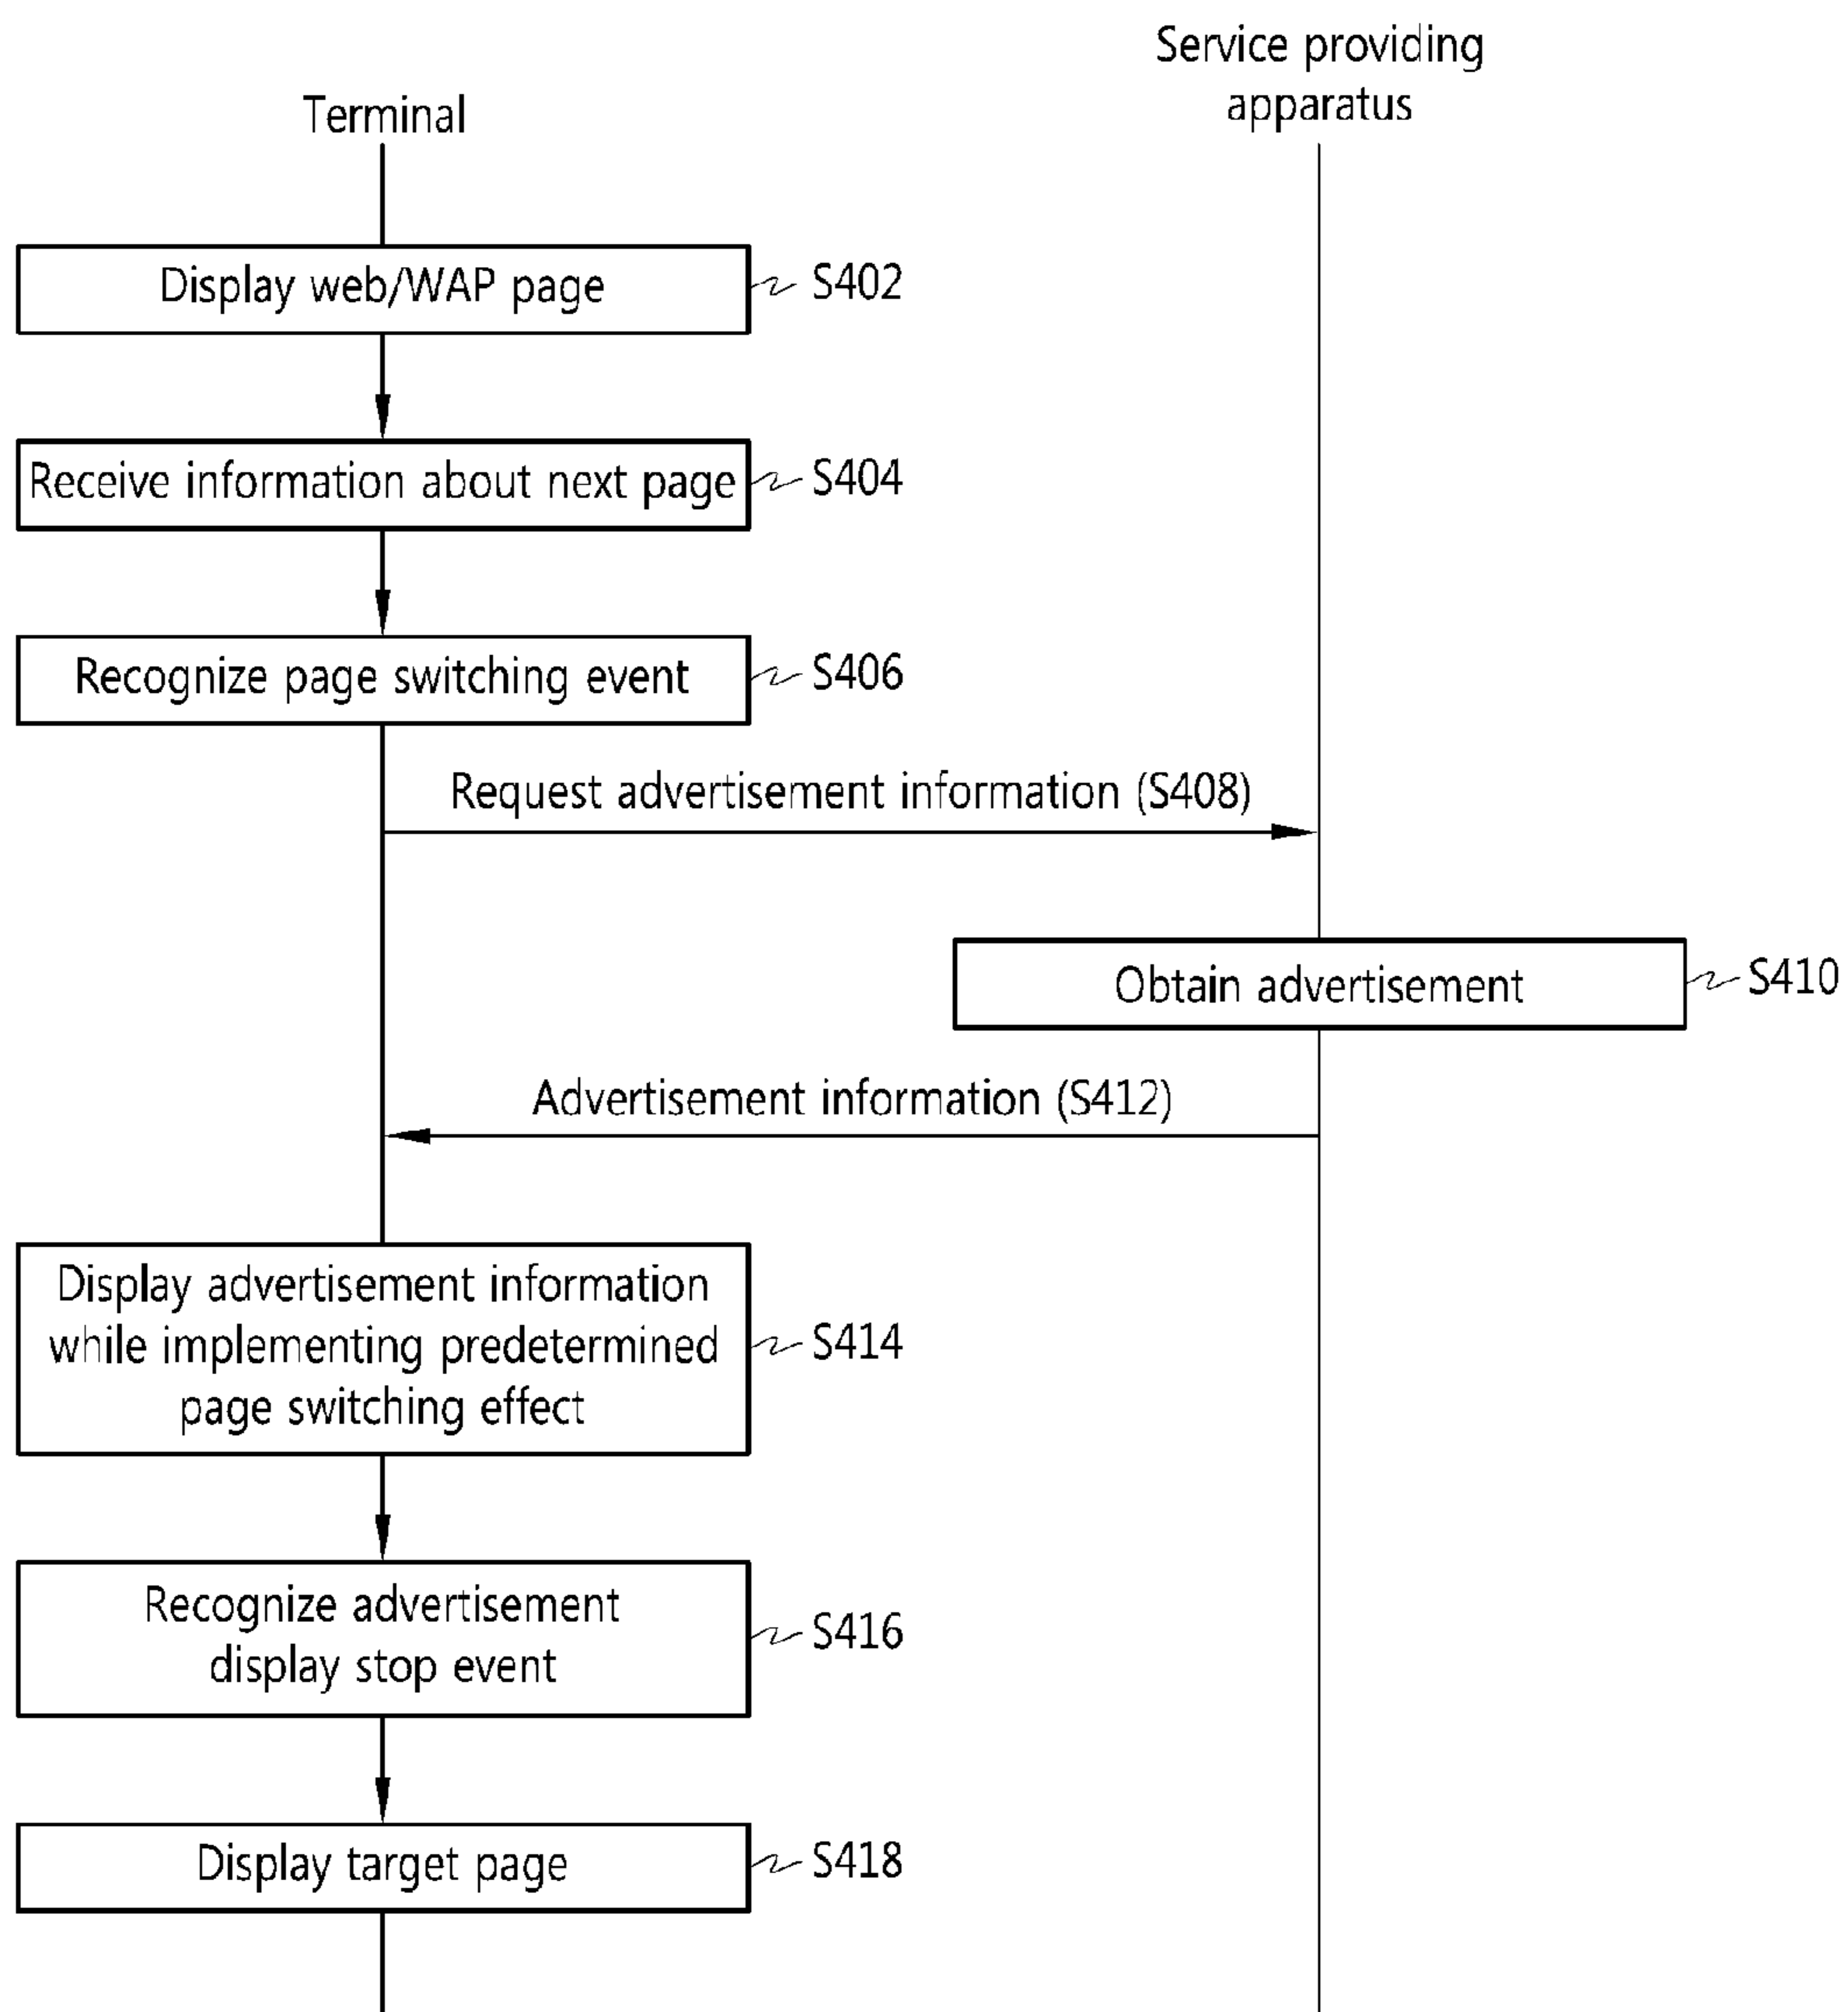 Service providing
apparatus
Terminal
Display web/WAP page
S402
Receive information about next page
S404
Recognize page switching event
S406
Request advertisement information (S408)
Obtain advertisement
S410
Advertisement information (S412)
Display advertisement information
while implementing predetermined
page switching effect
S414
Recognize advertisement
display stop event
S416
Display target page
S418